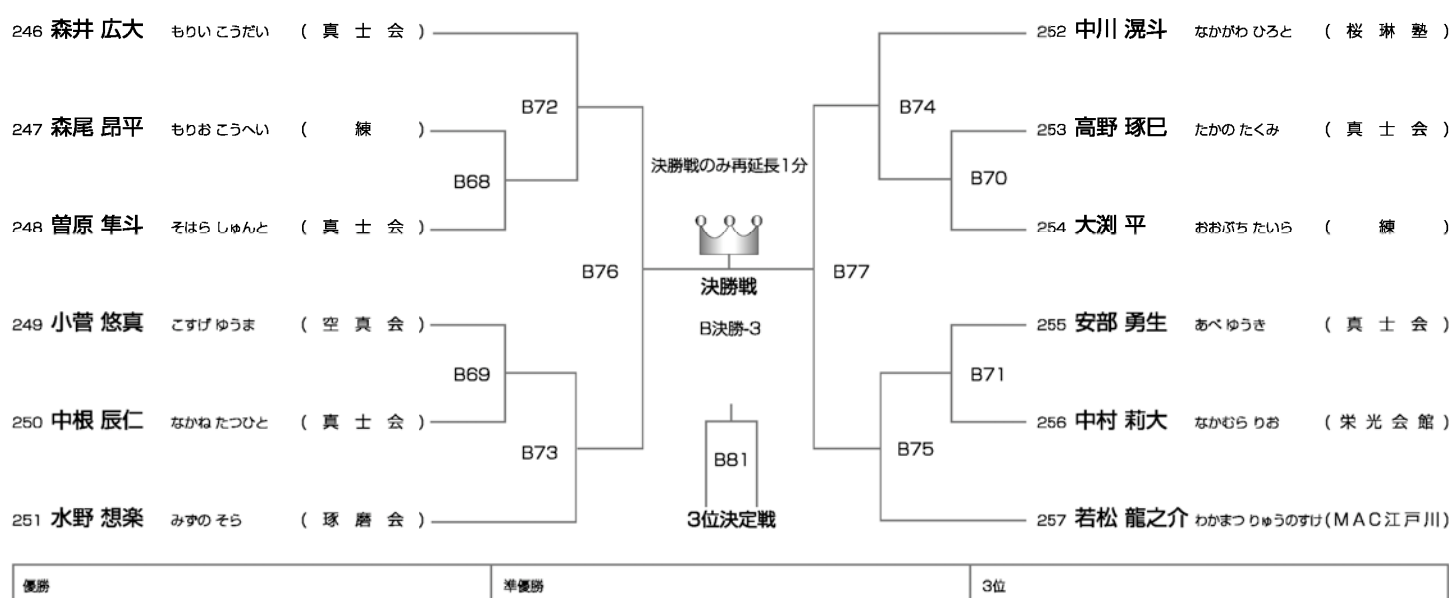 246 森井 広大 もりい こうだい ( 真 士 会 )
B72
247 森尾 昂平 もりお こうへい ( 練 )
B68
248 曽原 隼斗 そはら しゅんと ( 真 士 会 )
B76
249 小菅 悠真 こすげ ゆうま ( 空 真 会 )
B69
250 中根 辰仁 なかね たつひと ( 真 士 会 )
B73
251 水野 想楽 みずの そら ( 琢 磨 会 )
決勝戦のみ再延長1分
決勝戦
B決勝-3
B81
3位決定戦
252 中川 滉斗 なかがわ ひろと ( 桜 琳 塾 )
B74
253 高野 琢巳 たかの たくみ ( 真 士 会 )
B70
254 大渕 平 おおぶち たいら ( 練 )
B77
255 安部 勇生 あべ ゆうき ( 真 士 会 )
B71
256 中村 莉大 なかむら りお ( 栄 光 会 館 )
B75
257 若松 龍之介 わかまつ りゅうのすけ (MAC江戸川)
優勝 準優勝 3位